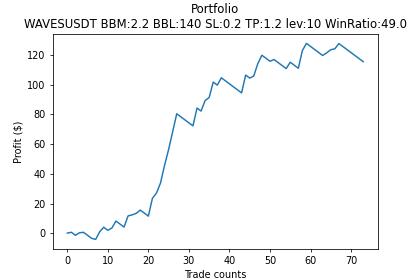 Portfolio
WAVESUSDT BBM:2.2 BBL:140 SL:0.2 TP:1.2 lev:10 WinRatio:49.0
Profit ($)
120
100
80
60
40
20
0
0 10 20 30 40 50 60 70
Trade counts